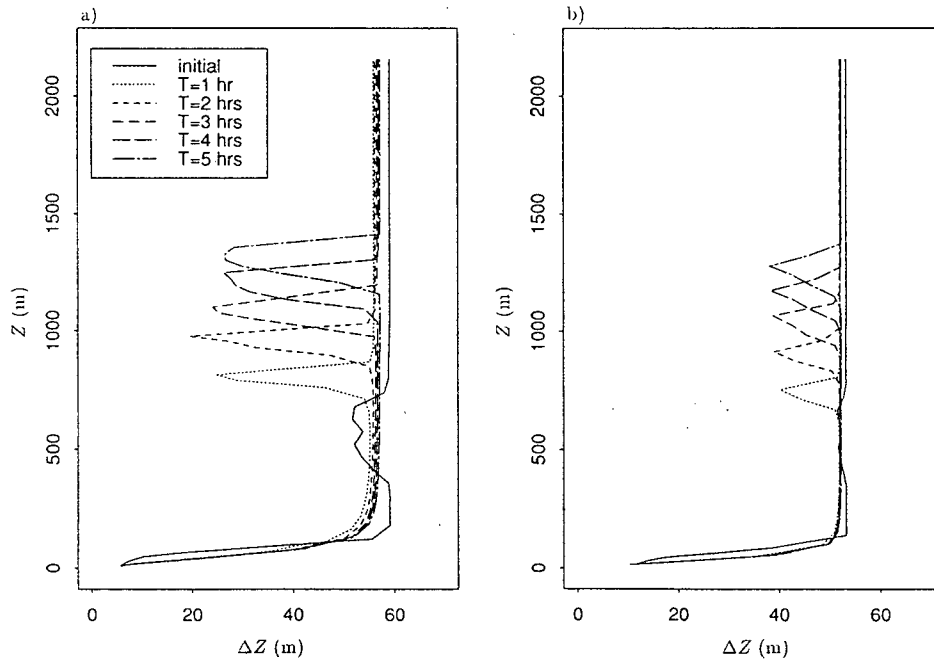 a)
initial
T=1 hr
T=2 hrs
T=3 hrs
T=4 hrs
T=5 hrs
2000
1500
1000
500
0
Z (m)
0
20
40
60
ΔZ (m)
b)
2000
1500
1000
500
0
Z (m)
0
20
40
60
ΔZ (m)